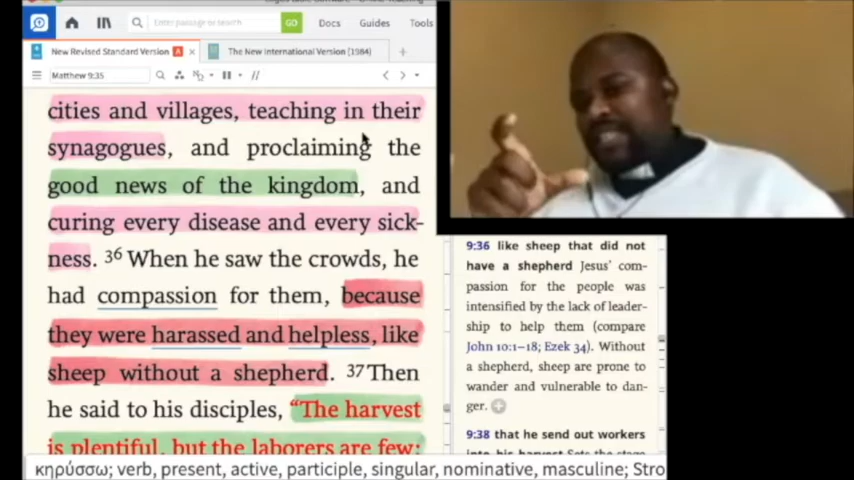 Enter passage or search
GO
Docs Guides Tools
New Revised Standard Version A The New International Version (1984)
Matthew 9:35
cities and villages, teaching in their
synagogues, and proclaiming the
good news of the kingdom, and
curing every disease and every sick-
ness. 36 When he saw the crowds, he
had compassion for them, because
they were harassed and helpless, like
sheep without a shepherd. 37 Then
he said to his disciples, “The harvest
is plentiful, but the laborers are few;
9:36 like sheep that did not
have a shepherd Jesus' com-
passion for the people was
intensified by the lack of leader-
ship to help them (compare
John 10:1–18; Ezek 34). Without
a shepherd, sheep are prone to
wander and vulnerable to dan-
ger.
9:38 that he send out workers
κηρύσσω; verb, present, active, participle, singular, nominative, masculine; Stro